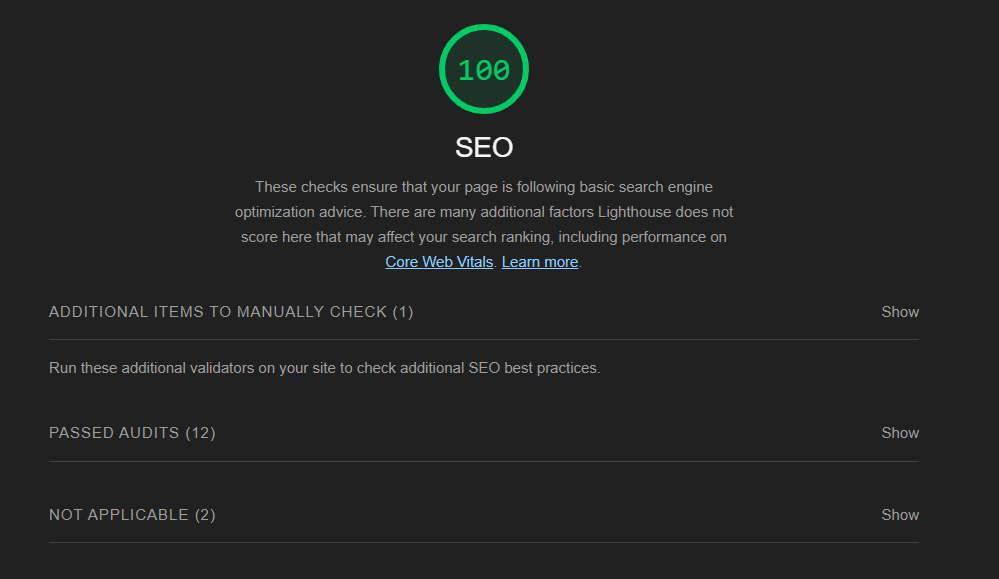 100
SEO
These checks ensure that your page is following basic search engine
optimization advice. There are many additional factors Lighthouse does not
score here that may affect your search ranking, including performance on
Core Web Vitals. Learn more.
ADDITIONAL ITEMS TO MANUALLY CHECK (1) Show
Run these additional validators on your site to check additional SEO best practices.
PASSED AUDITS (12) Show
NOT APPLICABLE (2) Show